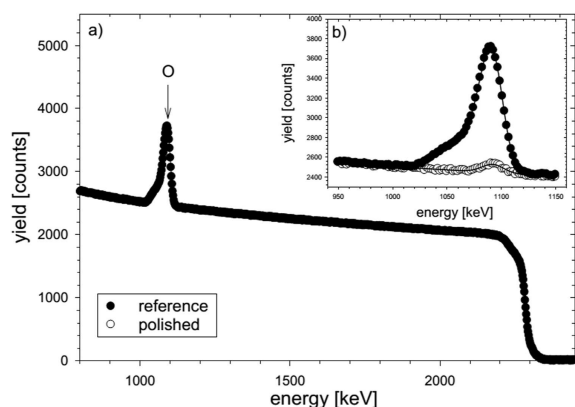 a)
O
yield [counts]
5000
4000
3000
2000
1000
0
1000
1500
2000
energy [keV]
reference
polished
b)
yield [counts]
4000
3800
3600
3400
3200
3000
2800
2600
2400
950
1000
1050
1100
1150
energy [keV]